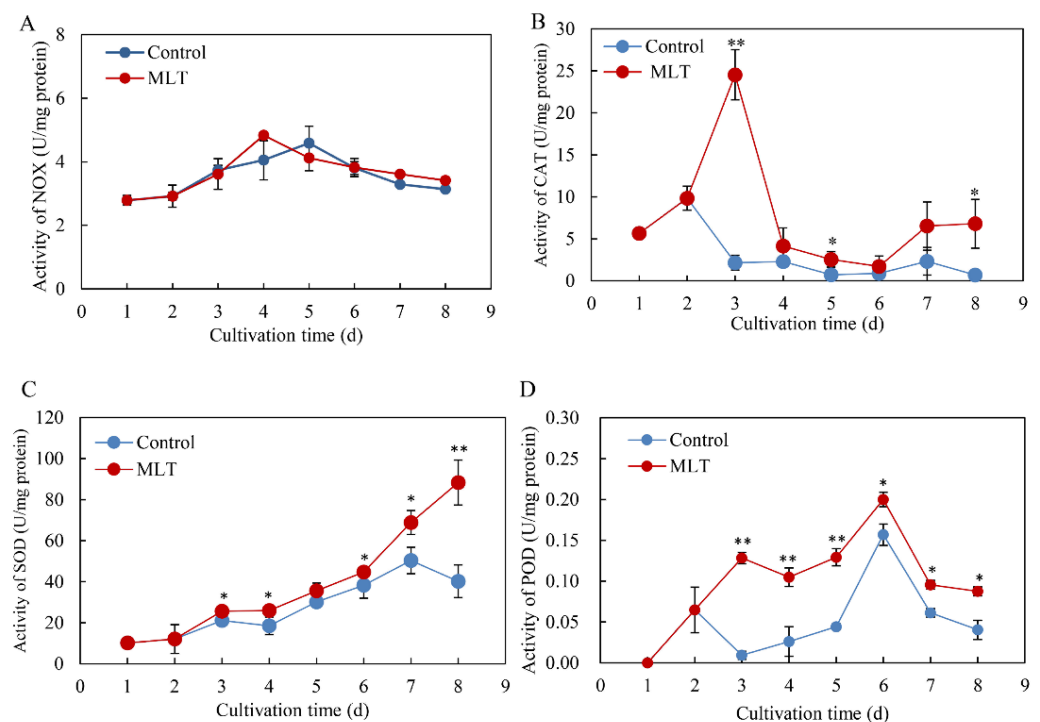 A
Activity of NOX (U/mg protein)
8
6
4
2
0
Control
MLT
0 1 2 3 4 5 6 7 8 9
Cultivation time (d)
B
Activity of CAT (U/mg protein)
30
25
20
15
10
5
0
Control
MLT
**
*
*
0 1 2 3 4 5 6 7 8 9
Cultivation time (d)
C
Activity of SOD (U/mg protein)
120
100
80
60
40
20
0
Control
MLT
*
*
*
*
**
0 1 2 3 4 5 6 7 8 9
Cultivation time (d)
D
Activity of POD (U/mg protein)
0.30
0.25
0.20
0.15
0.10
0.05
0.00
Control
MLT
**
**
**
*
*
*
0 1 2 3 4 5 6 7 8 9
Cultivation time (d)